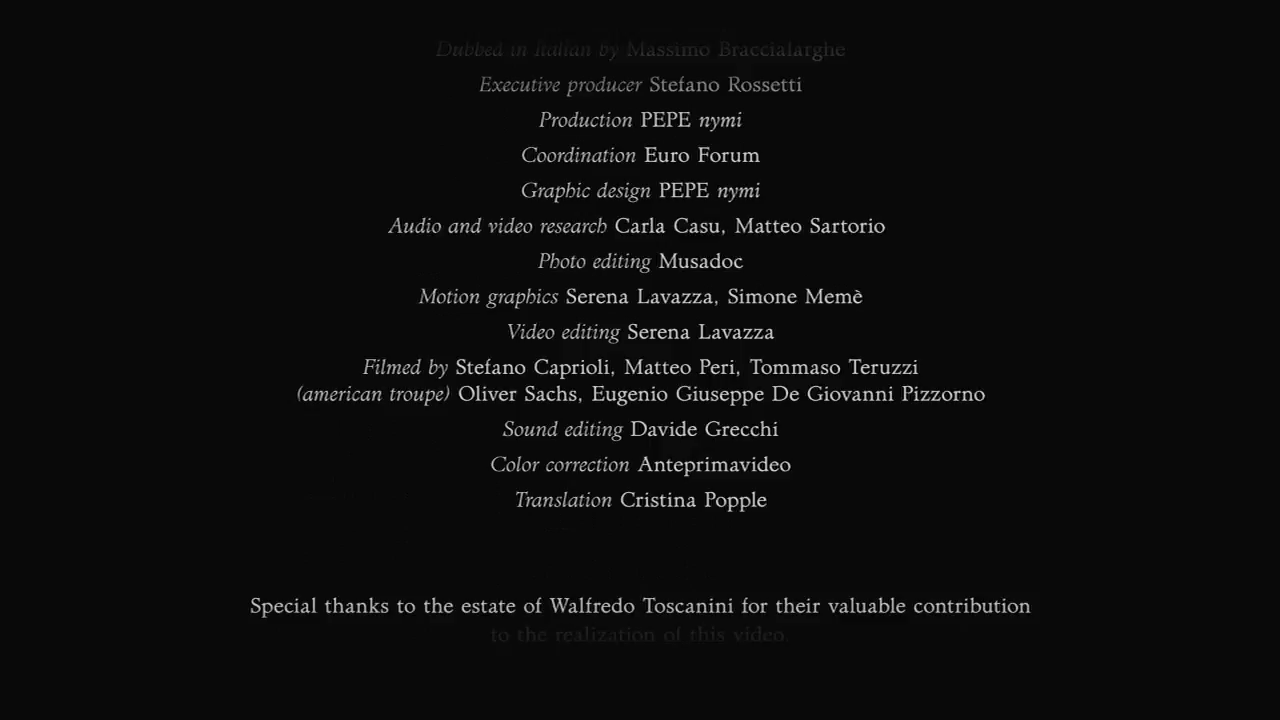 Dubbed in Italian by Massimo Braccialarghe
Executive producer Stefano Rossetti
Production PEPE nymi
Coordination Euro Forum
Graphic design PEPE nymi
Audio and video research Carla Casu, Matteo Sartorio
Photo editing Musadoc
Motion graphics Serena Lavazza, Simone Memè
Video editing Serena Lavazza
Filmed by Stefano Caprioli, Matteo Peri, Tommaso Teruzzi
(american troupe) Oliver Sachs, Eugenio Giuseppe De Giovanni Pizzorno
Sound editing Davide Grecchi
Color correction Anteprimavideo
Translation Cristina Popple
Special thanks to the estate of Walfredo Toscanini for their valuable contribution
to the realization of this video.